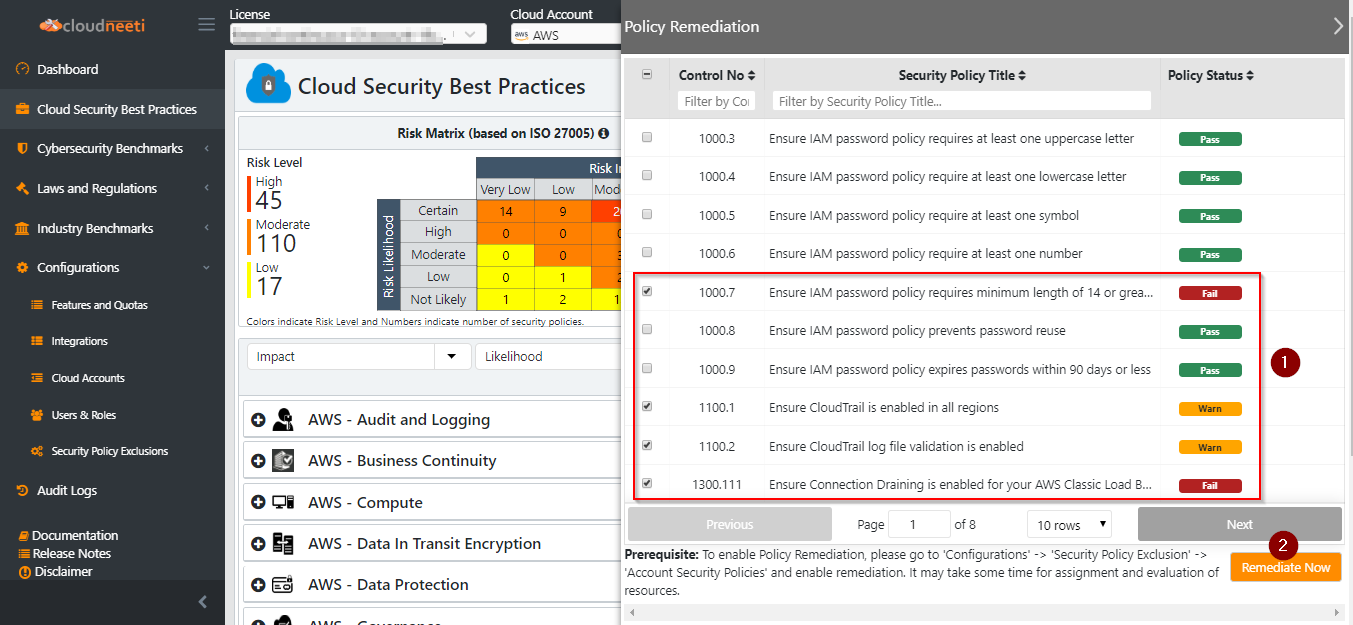 cloudneeti
Dashboard
Cloud Security Best Practices
Cybersecurity Benchmarks
Laws and Regulations
Industry Benchmarks
Configurations
Features and Quotas
Integrations
Cloud Accounts
Users & Roles
Security Policy Exclusions
Audit Logs
Documentation
Release Notes
Disclaimer
License
Cloud Account
aws AWS
Cloud Security Best Practices
Risk Matrix (based on ISO 27005)
Risk Level
High
45
Moderate
110
Low
17
Risk In
Very Low Low Mod
Risk Likelihood
Certain 14 9 2
High 0 0
Moderate 0 0
Low 0 1
Not Likely 1 2 1
Colors indicate Risk Level and Numbers indicate number of security policies.
Impact
Likelihood
AWS - Audit and Logging
AWS - Business Continuity
AWS - Compute
AWS - Data In Transit Encryption
AWS - Data Protection
AWS - Governance
Policy Remediation
Control No Security Policy Title Policy Status
Filter by Co Filter by Security Policy Title...
1000.3 Ensure IAM password policy requires at least one uppercase letter Pass
1000.4 Ensure IAM password policy require at least one lowercase letter Pass
1000.5 Ensure IAM password policy require at least one symbol Pass
1000.6 Ensure IAM password policy require at least one number Pass
1000.7 Ensure IAM password policy requires minimum length of 14 or grea... Fail
1000.8 Ensure IAM password policy prevents password reuse Pass
1000.9 Ensure IAM password policy expires passwords within 90 days or less Pass
1100.1 Ensure CloudTrail is enabled in all regions Warn
1100.2 Ensure CloudTrail log file validation is enabled Warn
1300.111 Ensure Connection Draining is enabled for your AWS Classic Load B... Fail
1
Previous Page 1 of 8 10 rows Next
2
Prerequisite: To enable Policy Remediation, please go to 'Configurations' -> 'Security Policy Exclusion' ->
'Account Security Policies' and enable remediation. It may take some time for assignment and evaluation of
resources.
Remediate Now